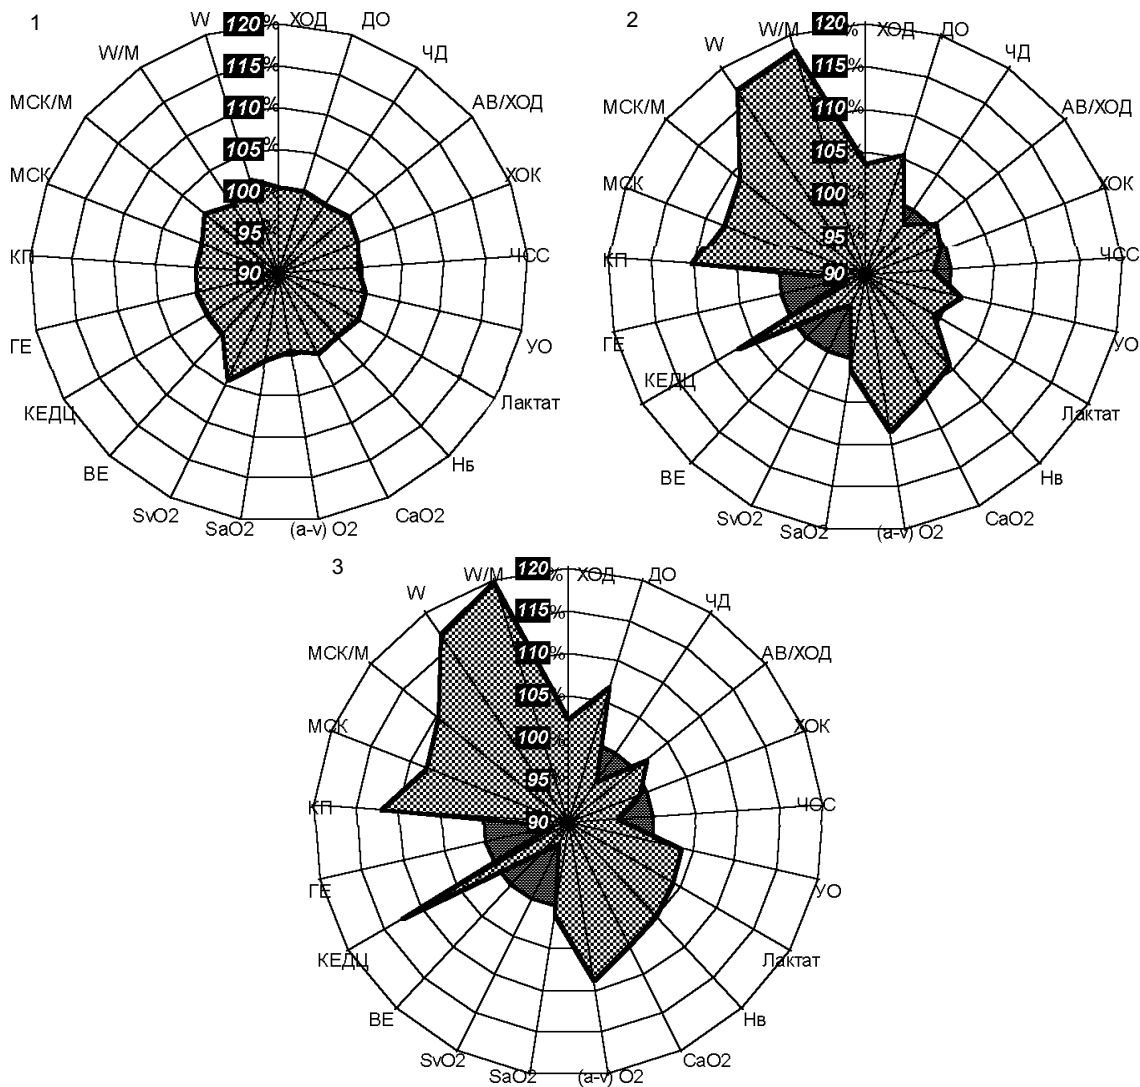 1
W 120% ХОД ДО
W/M 115% ЧД
МСК/М 110% АВ/ХОД
105%
МСК 100 ХОК
95%
КП 90 ЧСС
ГЕ УО
КЕДЦ Лактат
BE Нб
SvO2 SaO2 (a-v) O2 CaO2
2
W W/M 120% ХОД ДО
115% ЧД
МСК/М 110% АВ/ХОД
105%
МСК 100% ХОК
95%
КП 90 ЧСС
ГЕ УО
КЕДЦ Лактат
BE Нв
SvO2 SaO2 (a-v) O2 CaO2
3
W W/M 120% ХОД ДО
115% ЧД
МСК/М 110% АВ/ХОД
105%
МСК 100% ХОК
95%
КП 90 ЧСС
ГЕ УО
КЕДЦ Лактат
BE Нв
SvO2 SaO2 (a-v) O2 CaO2